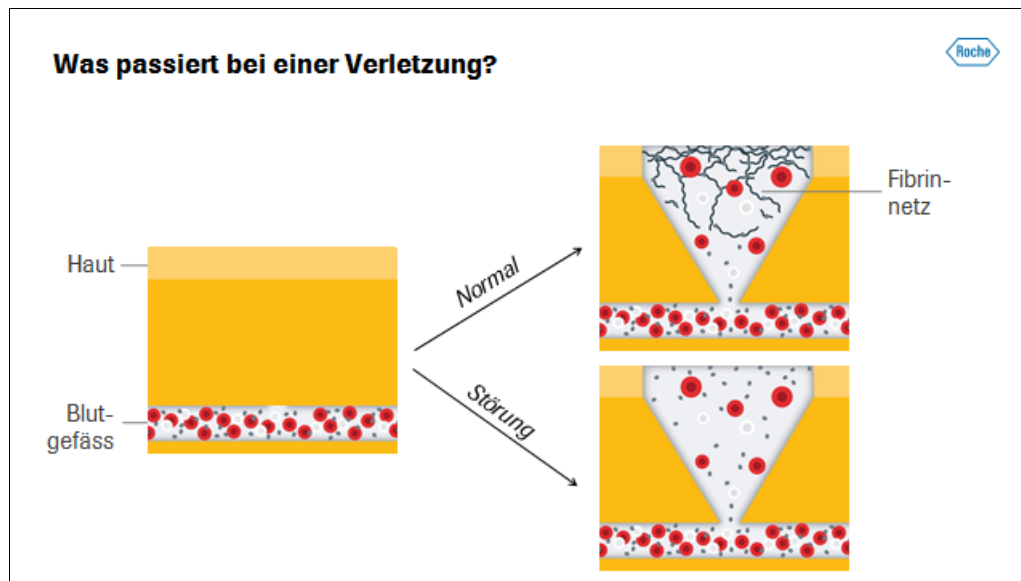 Was passiert bei einer Verletzung?
Roche
Fibrin-
netz
Haut
Normal
Störung
Blut-
gefäss